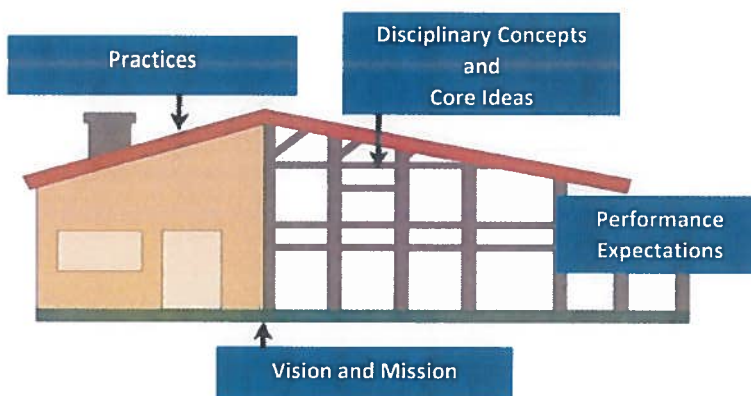 Practices
Disciplinary Concepts
and
Core Ideas
Performance
Expectations
Vision and Mission